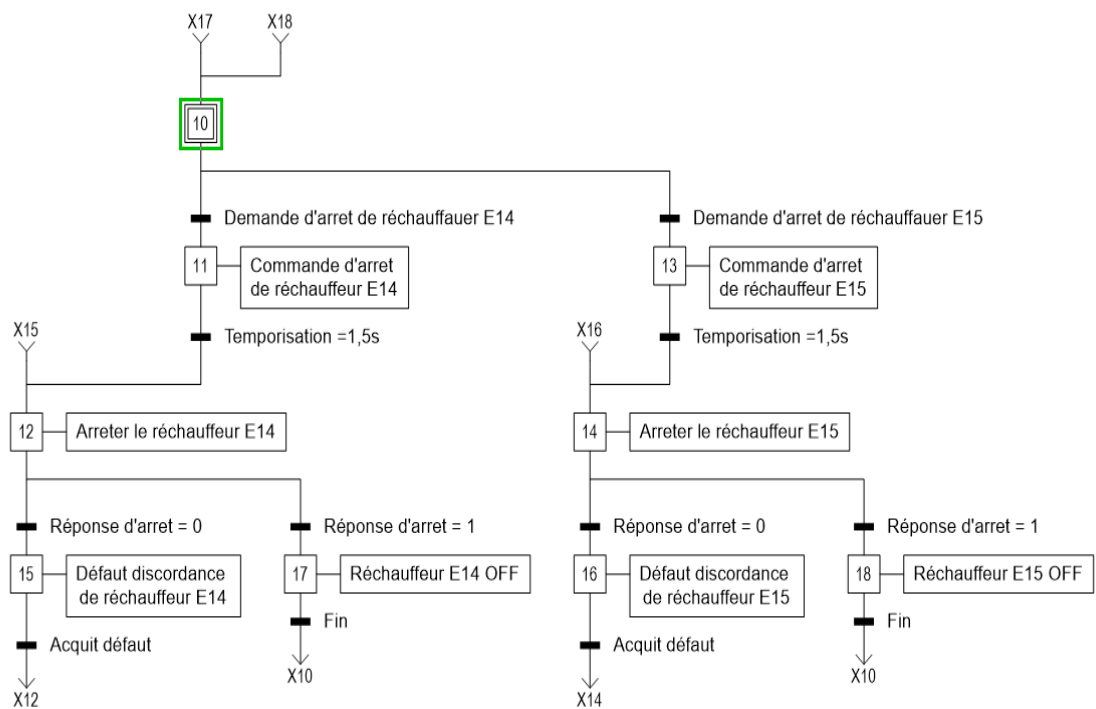 X17
X18
10
Demande d'arret de réchauffauer E14
Demande d'arret de réchauffauer E15
11
Commande d'arret
de réchauffeur E14
13
Commande d'arret
de réchauffeur E15
X15
Temporisation =1,5s
X16
Temporisation =1,5s
12
Arreter le réchauffeur E14
14
Arreter le réchauffeur E15
Réponse d'arret = 0
Réponse d'arret = 1
Réponse d'arret = 0
Réponse d'arret = 1
15
Défaut discordance
de réchauffeur E14
17
Réchauffeur E14 OFF
16
Défaut discordance
de réchauffeur E15
18
Réchauffeur E15 OFF
Acquit défaut
Fin
Acquit défaut
Fin
X12
X10
X14
X10